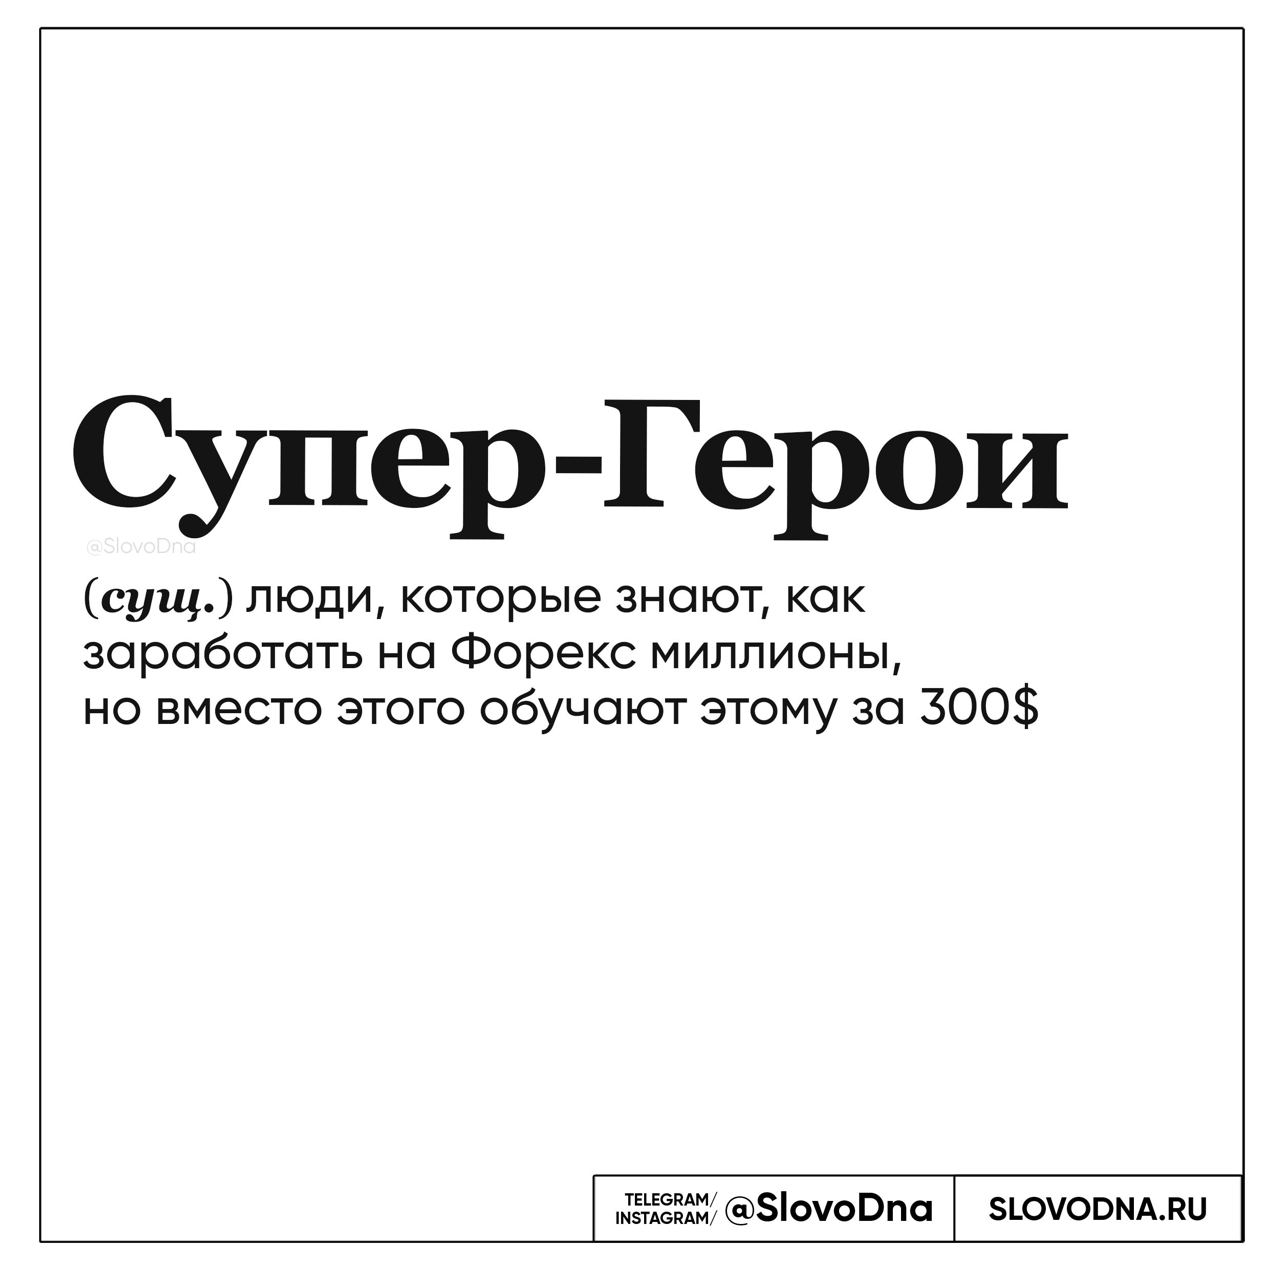 Супер-Герои
@SlovoDna
(сущ.) люди, которые знают, как
заработать на Форекс миллионы,
но вместо этого обучают этому за 300$
TELEGRAM/
INSTAGRAM/
@SlovoDna
SLOVODNA.RU